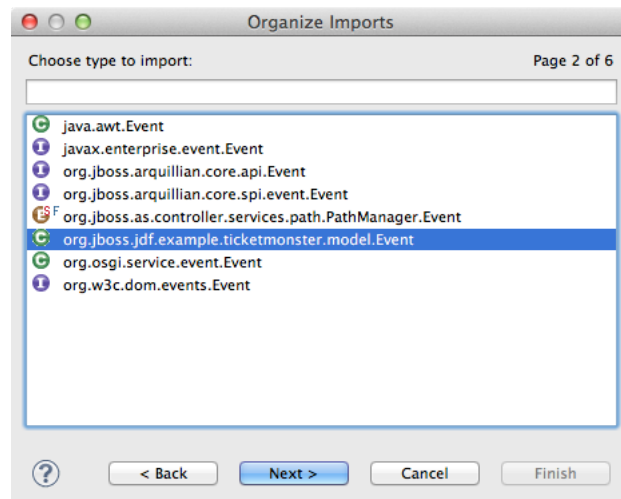 Organize Imports
Choose type to import: Page 2 of 6
C java.awt.Event
I javax.enterprise.event.Event
I org.jboss.arquillian.core.api.Event
I org.jboss.arquillian.core.spi.event.Event
E S F org.jboss.as.controller.services.path.PathManager.Event
C org.jboss.jdf.example.ticketmonster.model.Event
C org.osgi.service.event.Event
I org.w3c.dom.events.Event
? < Back Next > Cancel Finish